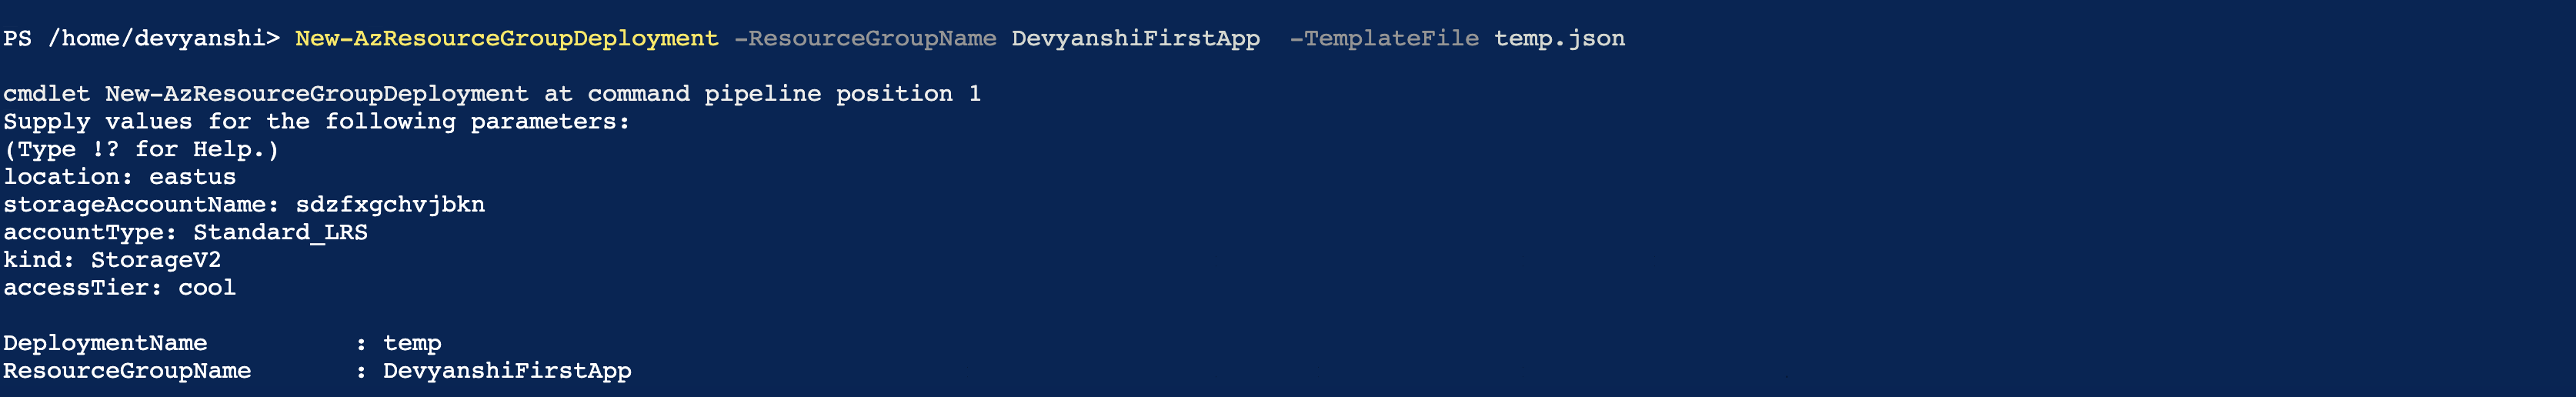 PS /home/devyanshi> New-AzResourceGroupDeployment -ResourceGroupName DevyanshiFirstApp  -TemplateFile temp.json
cmdlet New-AzResourceGroupDeployment at command pipeline position 1
Supply values for the following parameters:
(Type !? for Help.)
location: eastus
storageAccountName: sdzfxgchvjbkn
accountType: Standard_LRS
kind: StorageV2
accessTier: cool
DeploymentName          : temp
ResourceGroupName       : DevyanshiFirstApp